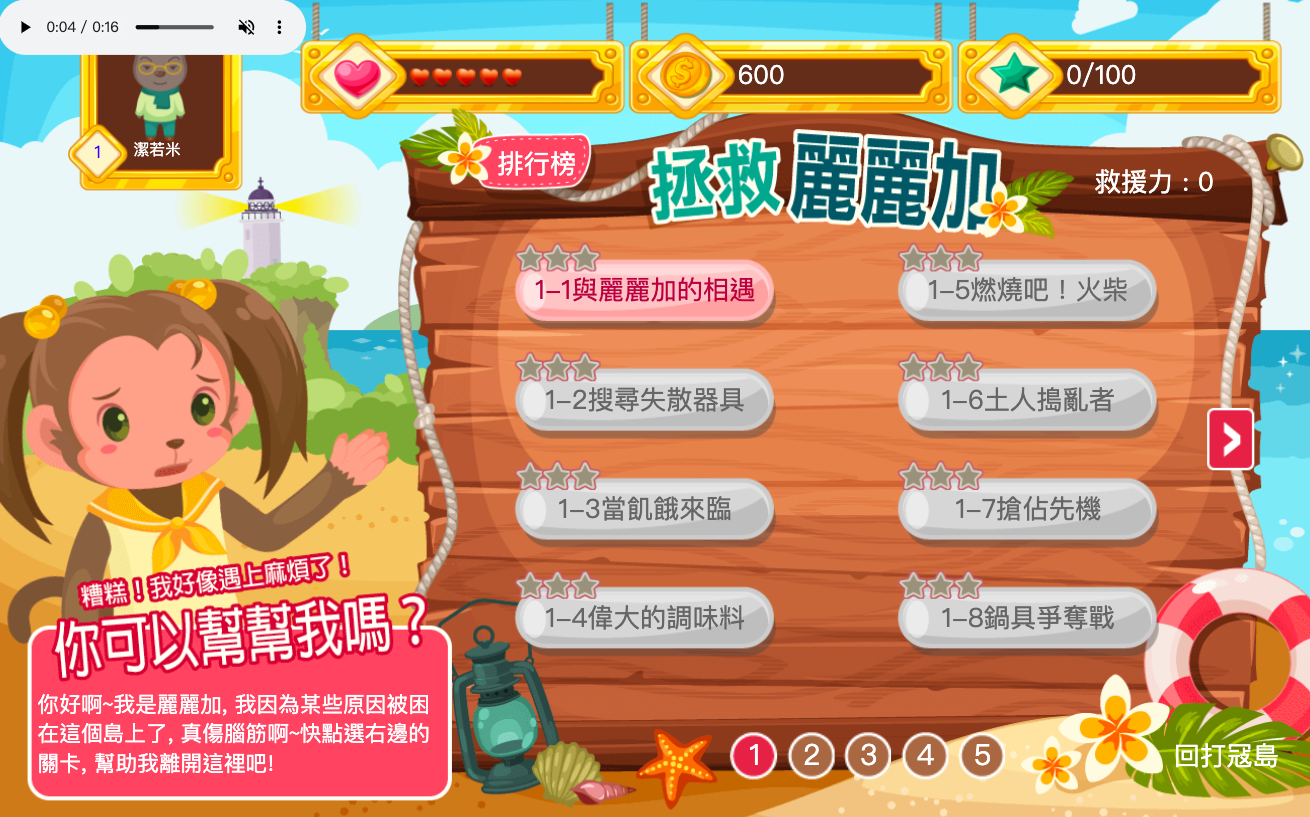 0:04 / 0:16
600
0/100
1
潔若米
排行榜
拯救麗麗加
救援力：0
1–1與麗麗加的相遇
1–2搜尋失散器具
1–3當飢餓來臨
1–4偉大的調味料
1–5燃燒吧！火柴
1–6土人搗亂者
1–7搶佔先機
1–8鍋具爭奪戰
糟糕！我好像遇上麻煩了！
你可以幫幫我嗎？
你好啊~我是麗麗加, 我因為某些原因被困
在這個島上了, 真傷腦筋啊~快點選右邊的
關卡, 幫助我離開這裡吧!
1 2 3 4 5
回打冠島